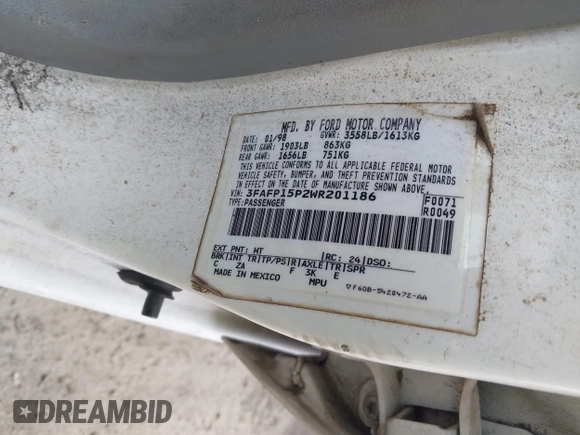 MFD. BY FORD MOTOR COMPANY
DATE: 01/98 GVWR: 3558LB/1613KG
FRONT GAWR: 1903LB 863KG
REAR GAWR: 1656LB 751KG
THIS VEHICLE CONFORMS TO ALL APPLICABLE FEDERAL MOTOR
VEHICLE SAFETY, BUMPER, AND THEFT PREVENTION STANDARDS
IN EFFECT ON THE DATE OF MANUFACTURE SHOWN ABOVE.
VIN: 3FAFP15P2WR201186 F0071
TYPE: PASSENGER R0049
EXT PNT: WT RC: 24 DSO:
BRK INT TR TP/PS R AXLE TR SPR
C ZA F 3K E
MADE IN MEXICO MPU
F60B-5420472-AA
DREAMBID